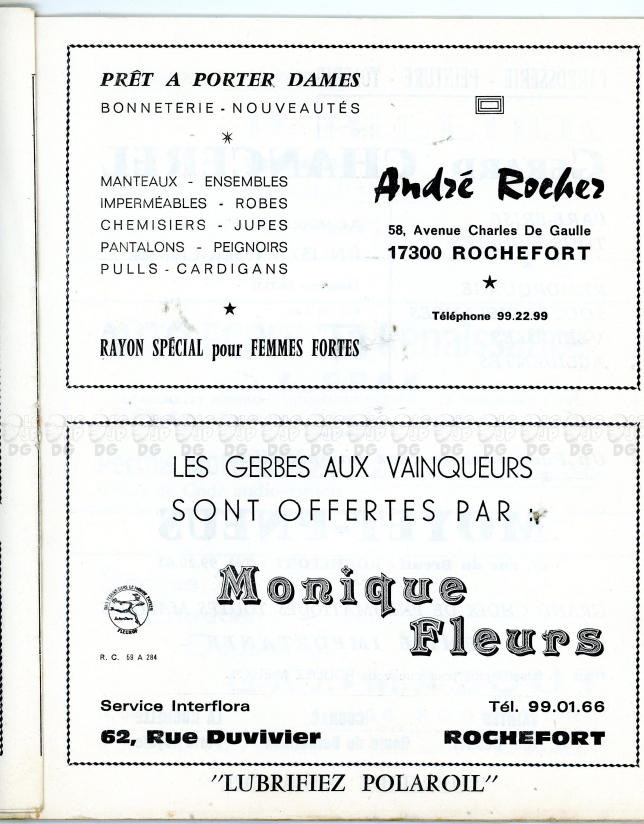 PRÊT A PORTER DAMES
BONNETERIE - NOUVEAUTÉS
MANTEAUX - ENSEMBLES
IMPERMÉABLES - ROBES
CHEMISIERS - JUPES
PANTALONS - PEIGNOIRS
PULLS - CARDIGANS
RAYON SPÉCIAL pour FEMMES FORTES
André Rocher
58, Avenue Charles De Gaulle
17300 ROCHEFORT
Téléphone 99.22.99
LES GERBES AUX VAINQUEURS
SONT OFFERTES PAR :
Monique
Fleurs
Interflora
FLEUROP
R. C. 59 A 284
Service Interflora
Tél. 99.01.66
62, Rue Duvivier
ROCHEFORT
"LUBRIFIEZ POLAROIL"